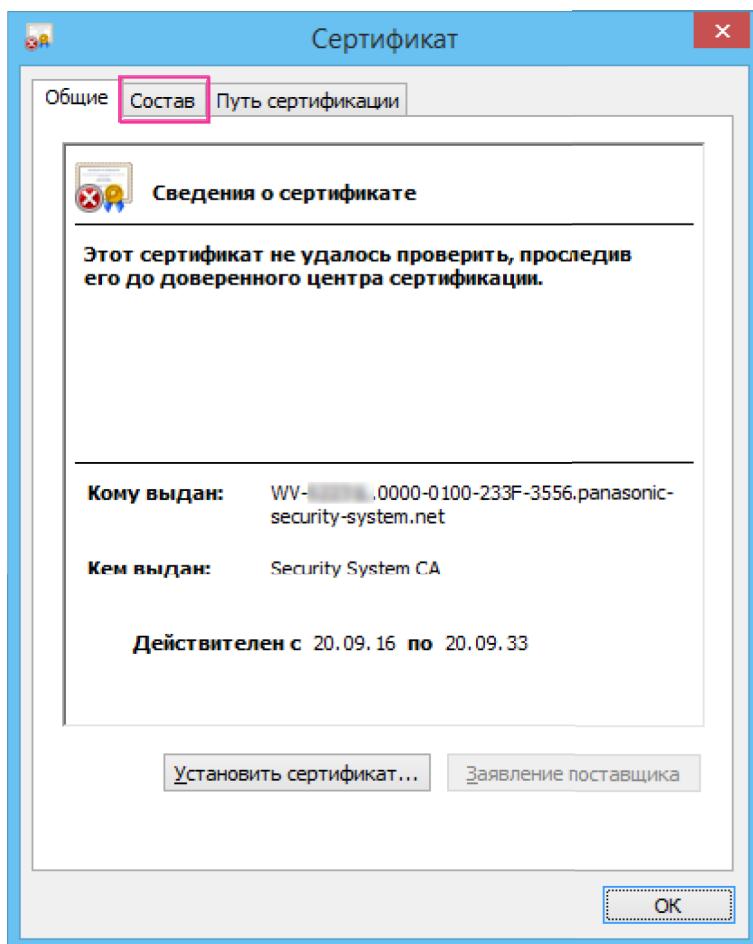 Сертификат
Общие Состав Путь сертификации
Сведения о сертификате
Этот сертификат не удалось проверить, проследив
его до доверенного центра сертификации.
Кому выдан: WV- .0000-0100-233F-3556.panasonic-
security-system.net
Кем выдан: Security System CA
Действителен с 20.09.16 по 20.09.33
Установить сертификат... Заявление поставщика
ОК